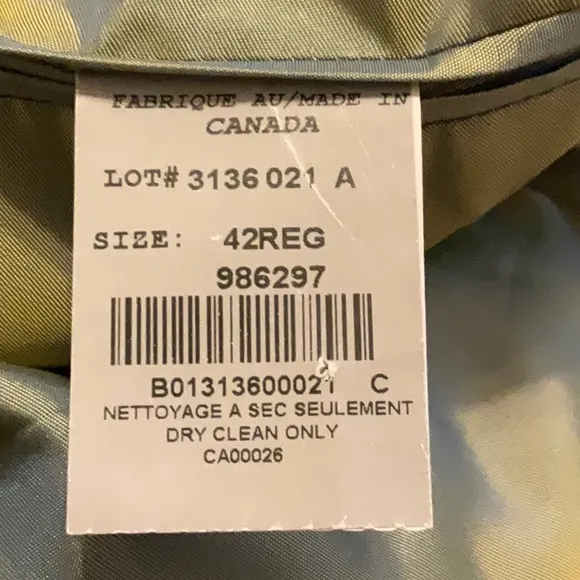 FABRIQUE AU/MADE IN
CANADA
LOT# 3136 021 A
SIZE: 42REG
986297
B01313600021 C
NETTOYAGE A SEC SEULEMENT
DRY CLEAN ONLY
CA00026